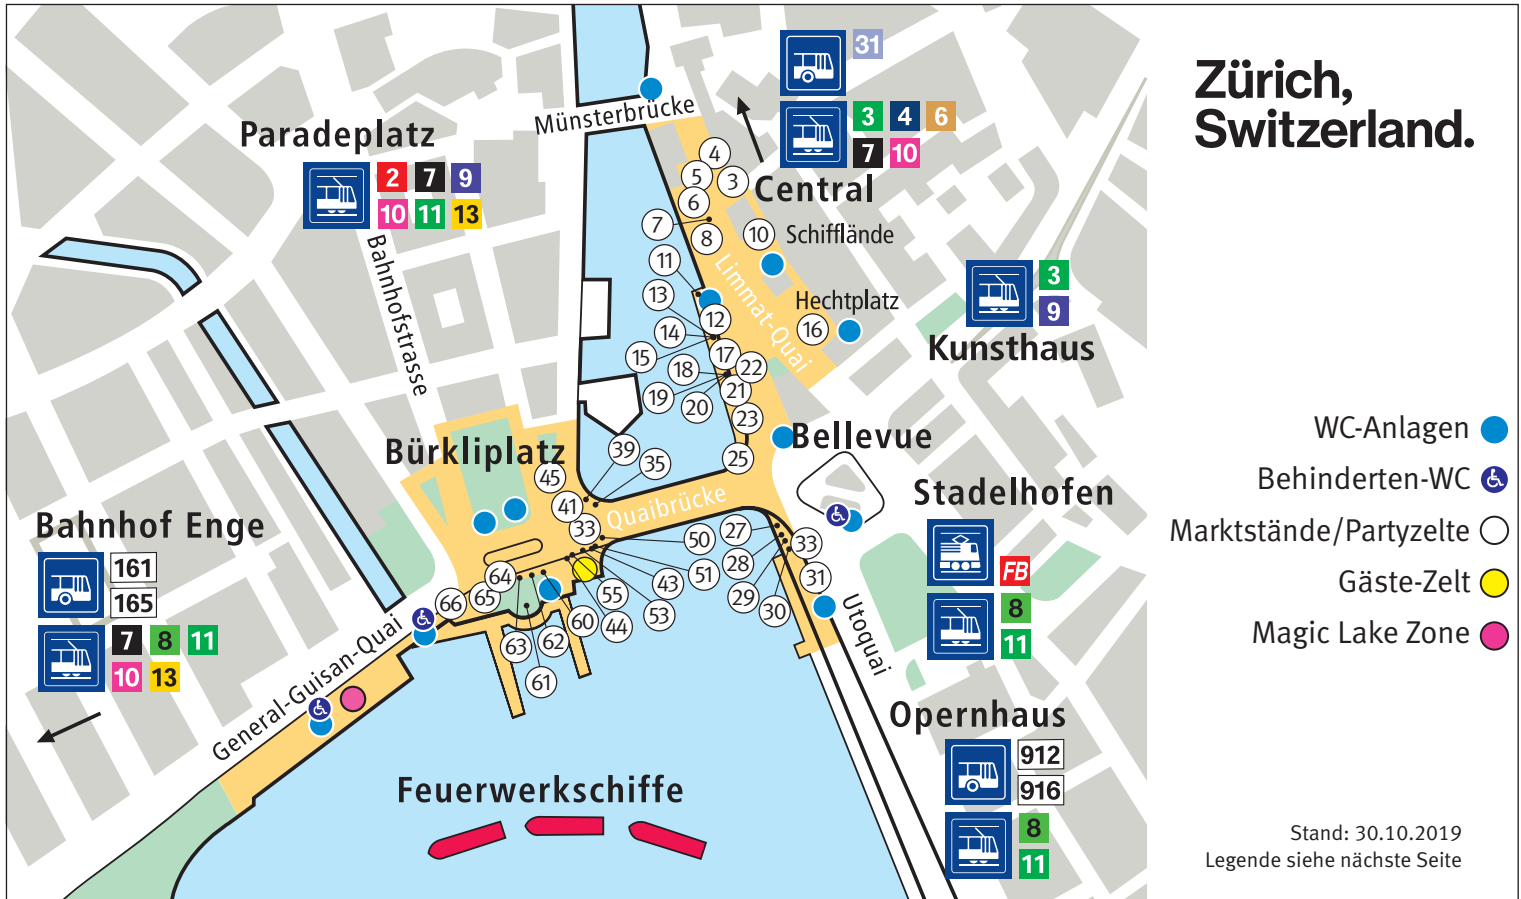 Zürich,
Switzerland.
31
3 4 6
7 10
Central
Münsterbrücke
Paradeplatz
2 7 9
10 11 13
Bahnhofstrasse
4
5
3
6
7
8
10
Schifflände
11
Limmat-Quai
13
Hechtplatz
12
16
14
15
17
18
22
19
20
21
23
25
3
9
Kunsthaus
Bürkliplatz
39
35
45
41
33
Quaibrücke
Bellevue
Stadelhofen
FB
8
11
50
27
33
28
31
51
43
29
30
55
53
64
65
66
60
44
62
63
61
Utoquai
Bahnhof Enge
161
165
7 8 11
10 13
General-Guisan-Quai
Opernhaus
912
916
8
11
Feuerwerkschiffe
WC-Anlagen
Behinderten-WC
Marktstände/Partyzelte
Gäste-Zelt
Magic Lake Zone
Stand: 30.10.2019
Legende siehe nächste Seite